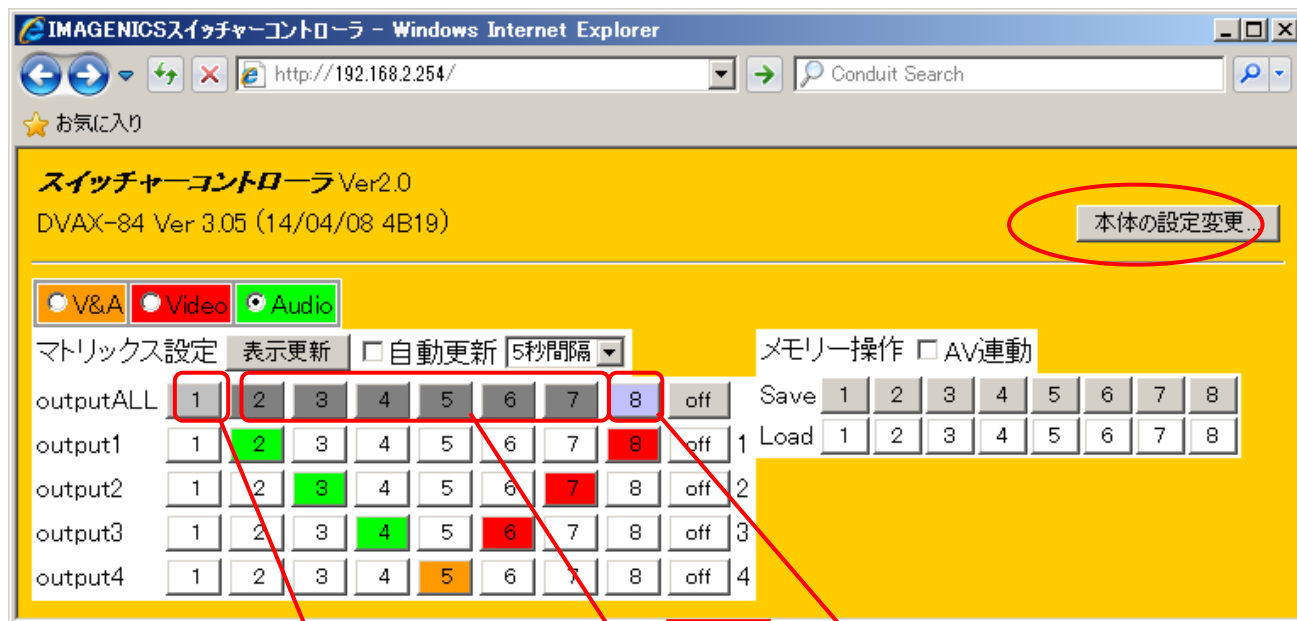 IMAGENICSスイッチャーコントローラ - Windows Internet Explorer
http://192.168.2.254/
Conduit Search
お気に入り
スイッチャーコントローラ Ver2.0
DVAX-84 Ver 3.05 (14/04/08 4B19)
本体の設定変更...
V&A Video Audio
マトリックス設定 表示更新 自動更新 5秒間隔
メモリー操作 AV連動
outputALL 1 2 3 4 5 6 7 8 off
Save 1 2 3 4 5 6 7 8
output1 1 2 3 4 5 6 7 8 off 1
Load 1 2 3 4 5 6 7 8
output2 1 2 3 4 5 6 7 8 off 2
output3 1 2 3 4 5 6 7 8 off 3
output4 1 2 3 4 5 6 7 8 off 4